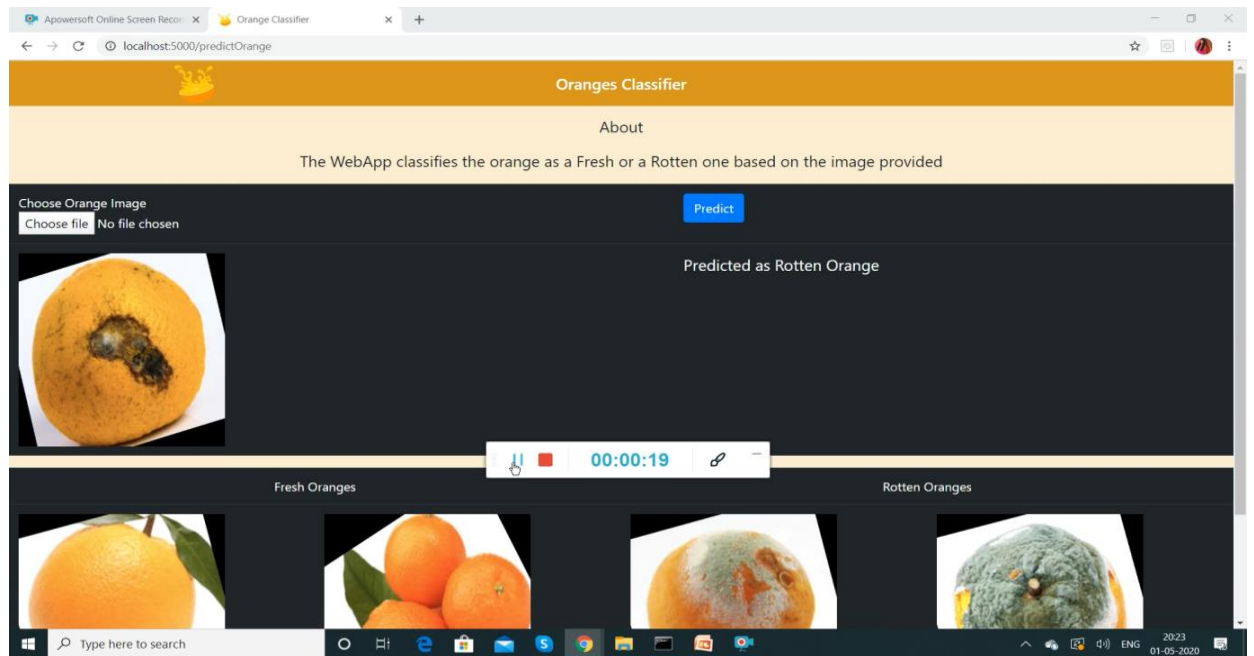 Apowersoft Online Screen Recor
Orange Classifier
localhost:5000/predictOrange
Oranges Classifier
About
The WebApp classifies the orange as a Fresh or a Rotten one based on the image provided
Choose Orange Image
Choose file No file chosen
Predict
Predicted as Rotten Orange
00:00:19
Fresh Oranges
Rotten Oranges
Type here to search
ENG
20:23
01-05-2020